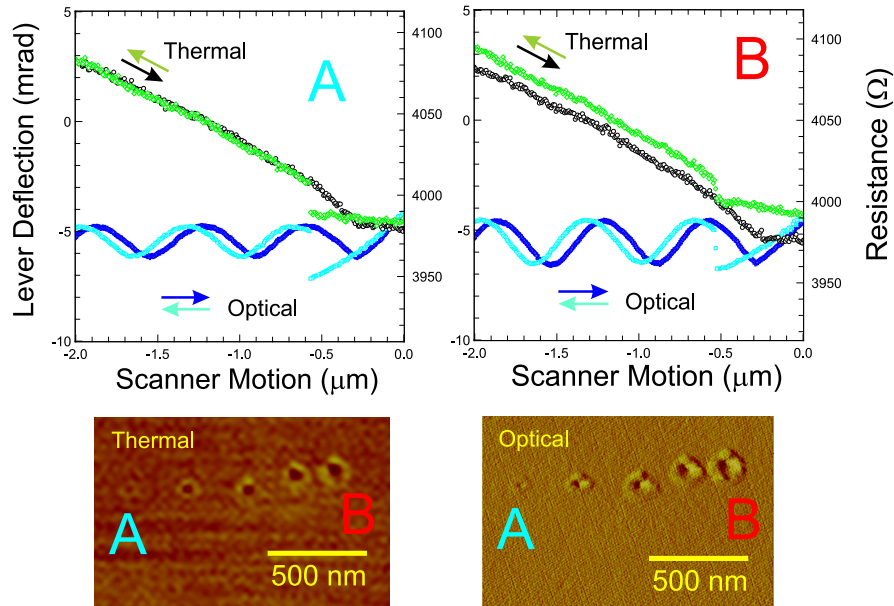 Lever Deflection (mrad)
5
0
-5
-10
Thermal
A
Optical
4100
4050
4000
3950
-2.0 -1.5 -1.0 -0.5 0.0
Scanner Motion (μm)
5
0
-5
-10
Thermal
B
Optical
4100
4050
4000
3950
Resistance (Ω)
-2.0 -1.5 -1.0 -0.5 0.0
Scanner Motion (μm)
Thermal
A
B
500 nm
Optical
A
B
500 nm